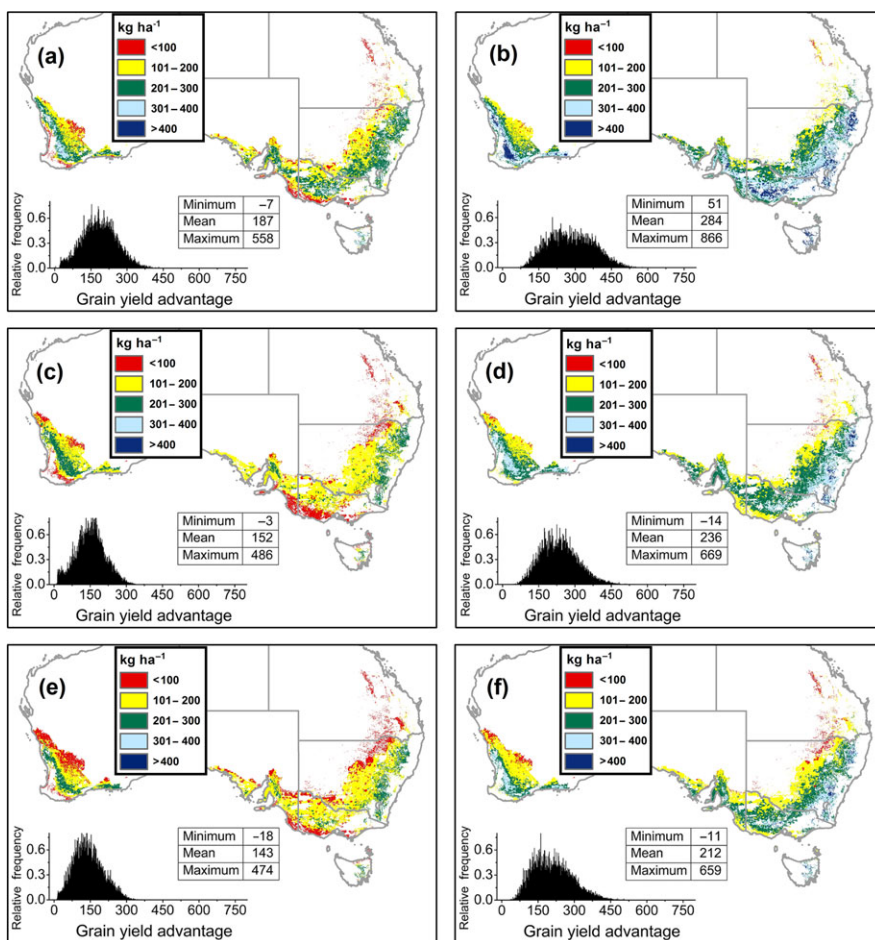 (a)
kg ha⁻¹
<100
101–200
201–300
301–400
>400
Minimum –7
Mean 187
Maximum 558
Relative frequency
0.6
0.3
0.0
0 150 300 450 600 750
Grain yield advantage
(b)
kg ha⁻¹
<100
101–200
201–300
301–400
>400
Minimum 51
Mean 284
Maximum 866
Relative frequency
0.6
0.3
0.0
0 150 300 450 600 750
Grain yield advantage
(c)
kg ha⁻¹
<100
101–200
201–300
301–400
>400
Minimum –3
Mean 152
Maximum 486
Relative frequency
0.6
0.3
0.0
0 150 300 450 600 750
Grain yield advantage
(d)
kg ha⁻¹
<100
101–200
201–300
301–400
>400
Minimum –14
Mean 236
Maximum 669
Relative frequency
0.6
0.3
0.0
0 150 300 450 600 750
Grain yield advantage
(e)
kg ha⁻¹
<100
101–200
201–300
301–400
>400
Minimum –18
Mean 143
Maximum 474
Relative frequency
0.6
0.3
0.0
0 150 300 450 600 750
Grain yield advantage
(f)
kg ha⁻¹
<100
101–200
201–300
301–400
>400
Minimum –11
Mean 212
Maximum 659
Relative frequency
0.6
0.3
0.0
0 150 300 450 600 750
Grain yield advantage